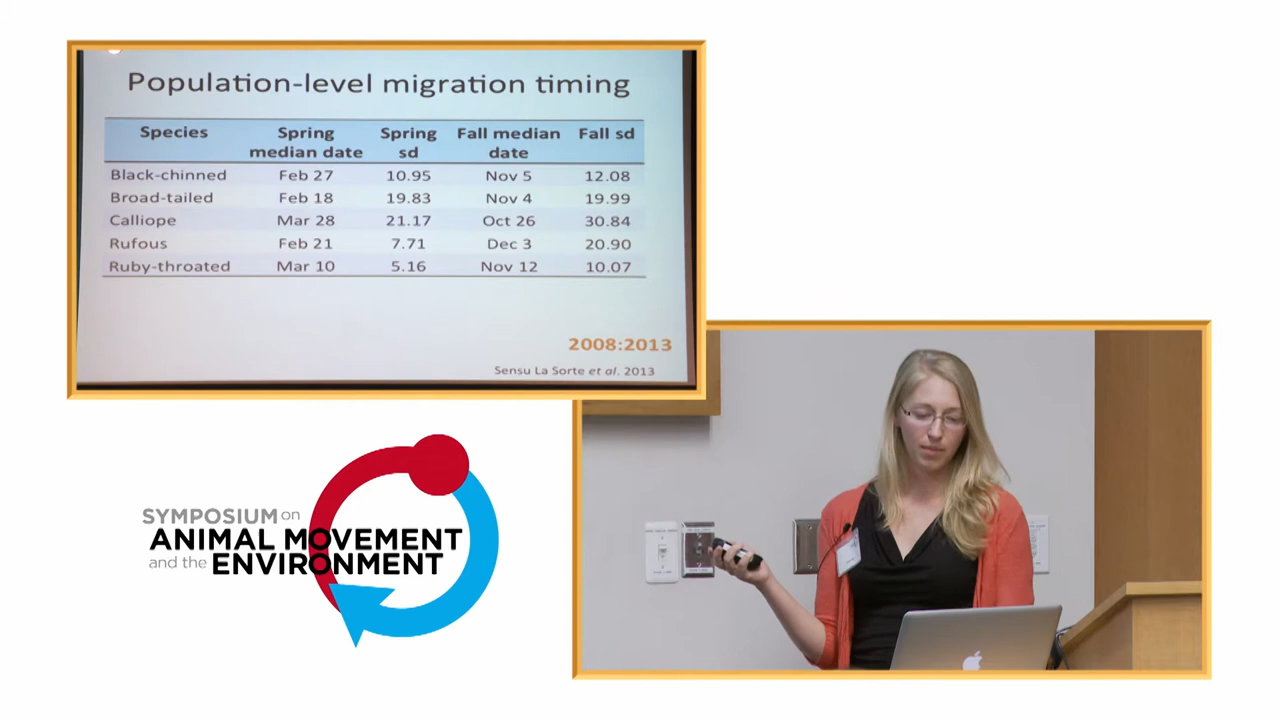 Population-level migration timing
Species Spring median date Spring sd Fall median date Fall sd
Black-chinned Feb 27 10.95 Nov 5 12.08
Broad-tailed Feb 18 19.83 Nov 4 19.99
Calliope Mar 28 21.17 Oct 26 30.84
Rufous Feb 21 7.71 Dec 3 20.90
Ruby-throated Mar 10 5.16 Nov 12 10.07
2008:2013
Sensu La Sorte et al. 2013
SYMPOSIUM on
ANIMAL MOVEMENT
and the ENVIRONMENT